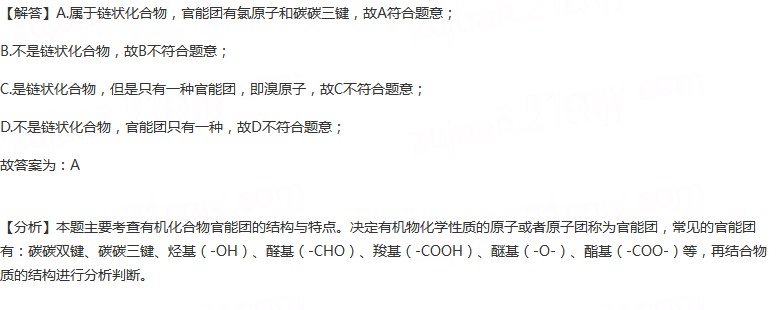 【解答】A.属于链状化合物，官能团有氯原子和碳碳三键，故A符合题意；
B.不是链状化合物，故B不符合题意；
C.是链状化合物，但是只有一种官能团，即溴原子，故C不符合题意；
D.不是链状化合物，官能团只有一种，故D不符合题意；
故答案为：A
【分析】本题主要考查有机化合物官能团的结构与特点。决定有机物化学性质的原子或者原子团称为官能团，常见的官能团
有：碳碳双键、碳碳三键、烃基（-OH）、醛基（-CHO）、羧基（-COOH）、醚基（-O-）、酯基（-COO-）等，再结合物
质的结构进行分析判断。